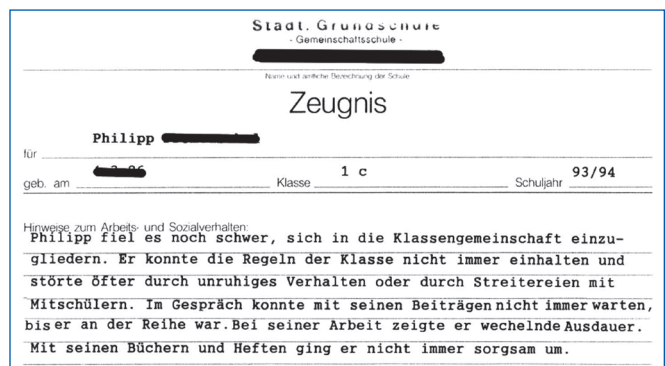 Städt. Grundschule
- Gemeinschaftsschule -
Name und amtliche Bezeichnung der Schule
Zeugnis
für Philipp
geb. am Klasse 1 c Schuljahr 93/94
Hinweise zum Arbeits- und Sozialverhalten:
Philipp fiel es noch schwer, sich in die Klassengemeinschaft einzu-
gliedern. Er konnte die Regeln der Klasse nicht immer einhalten und
störte öfter durch unruhiges Verhalten oder durch Streitereien mit
Mitschülern. Im Gespräch konnte mit seinen Beiträgen nicht immer warten,
bis er an der Reihe war. Bei seiner Arbeit zeigte er wechelnde Ausdauer.
Mit seinen Büchern und Heften ging er nicht immer sorgsam um.